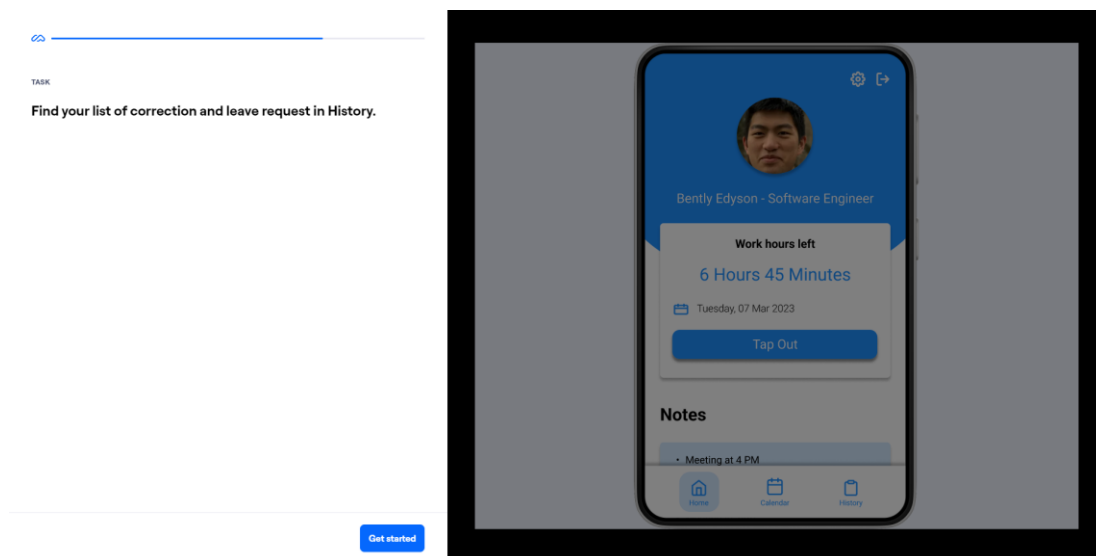 TASK
Find your list of correction and leave request in History.
Get started
Bently Edyson - Software Engineer
Work hours left
6 Hours 45 Minutes
Tuesday, 07 Mar 2023
Tap Out
Notes
• Meeting at 4 PM
Home
Calendar
History